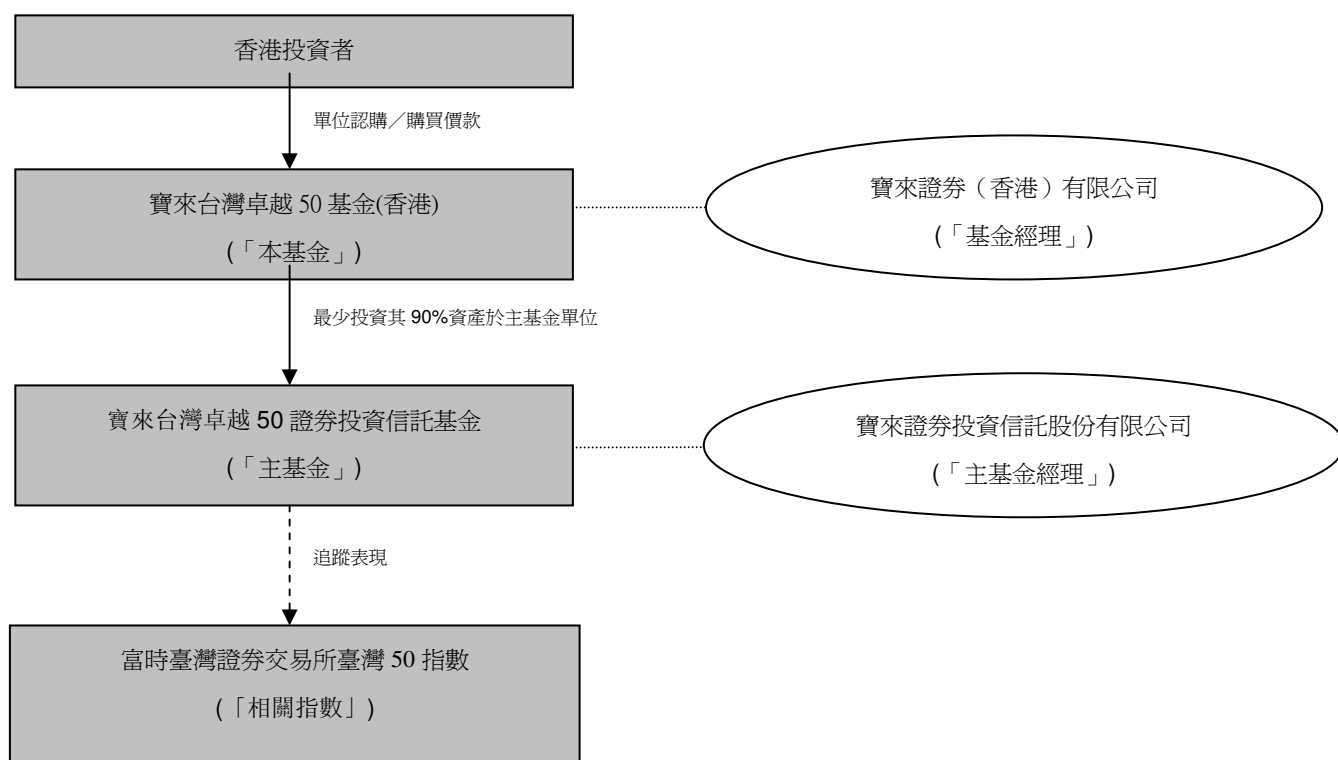 香港投資者
單位認購／購買價款
寶來台灣卓越 50 基金(香港)
(「本基金」)
寶來證券（香港）有限公司
(「基金經理」)
最少投資其 90%資產於主基金單位
寶來台灣卓越 50 證券投資信託基金
(「主基金」)
寶來證券投資信託股份有限公司
(「主基金經理」)
追蹤表現
富時臺灣證券交易所臺灣 50 指數
(「相關指數」)